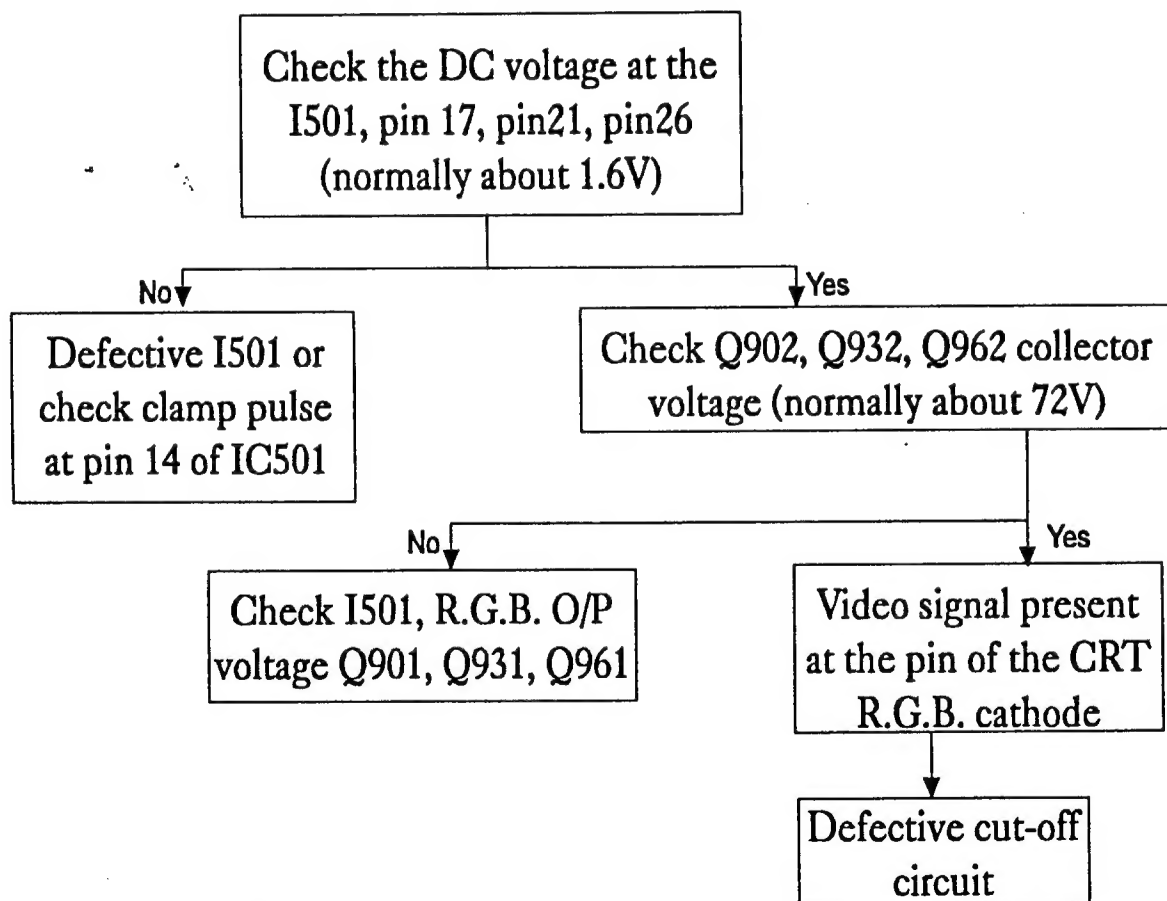 Check the DC voltage at the
I501, pin 17, pin21, pin26
(normally about 1.6V)
No
Yes
Defective I501 or
check clamp pulse
at pin 14 of IC501
Check Q902, Q932, Q962 collector
voltage (normally about 72V)
No
Yes
Check I501, R.G.B. O/P
voltage Q901, Q931, Q961
Video signal present
at the pin of the CRT
R.G.B. cathode
Defective cut-off
circuit